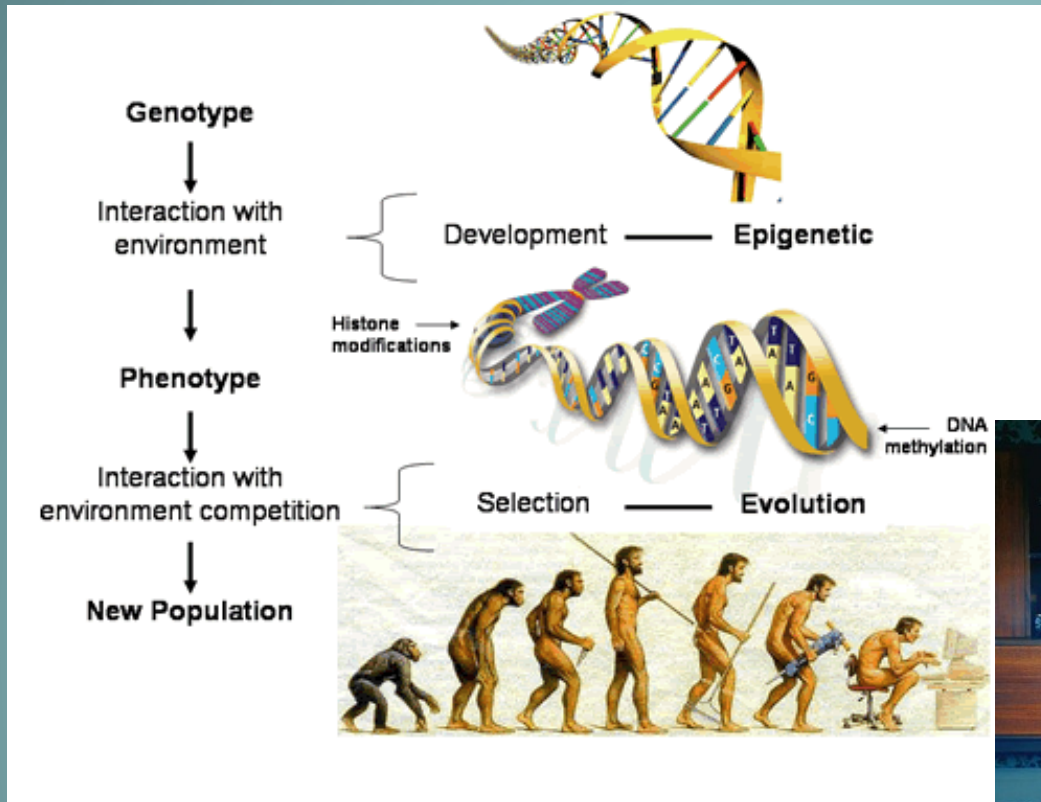 Genotype
Interaction with
environment
Development
Epigenetic
Histone
modifications
Phenotype
DNA
methylation
Interaction with
environment competition
Selection
Evolution
New Population